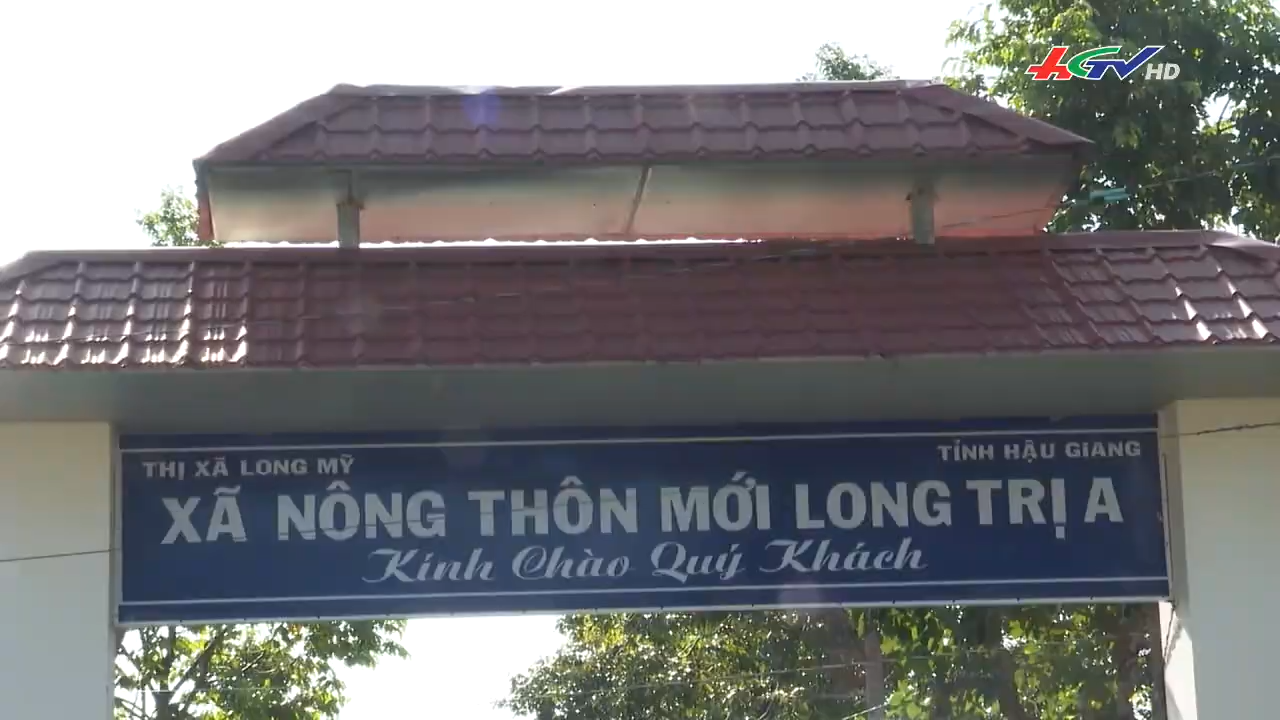 HGTV HD
THỊ XÃ LONG MỸ
TỈNH HẬU GIANG
XÃ NÔNG THÔN MỚI LONG TRỊ A
Kính Chào Quý Khách